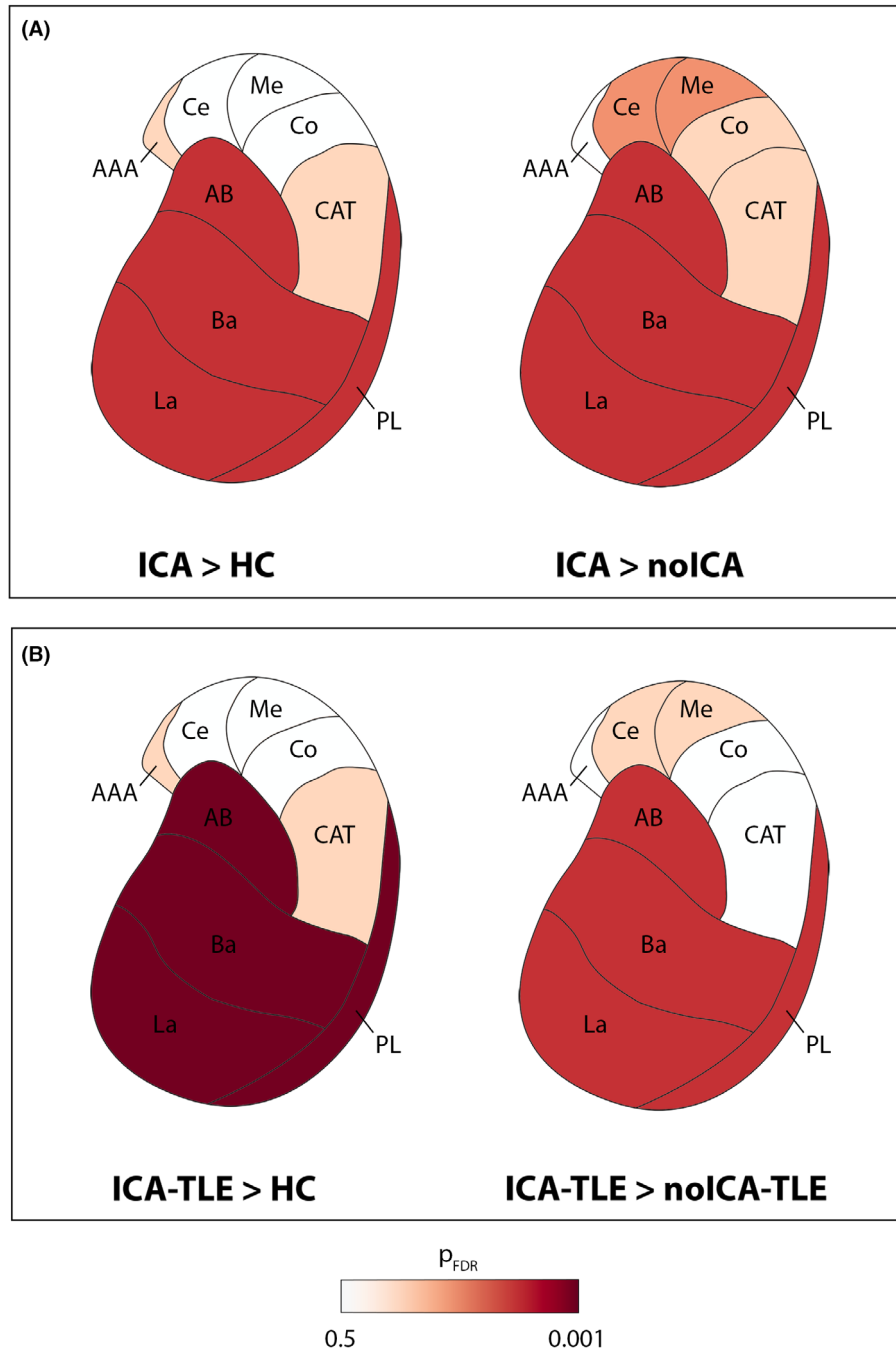 (A)
Me
Ce
Co
AAA
AB
CAT
Ba
La
PL
ICA > HC
Me
Ce
Co
AAA
AB
CAT
Ba
La
PL
ICA > noICA
(B)
Me
Ce
Co
AAA
AB
CAT
Ba
La
PL
ICA-TLE > HC
Me
Ce
Co
AAA
AB
CAT
Ba
La
PL
ICA-TLE > noICA-TLE
pFDR
0.5 0.001